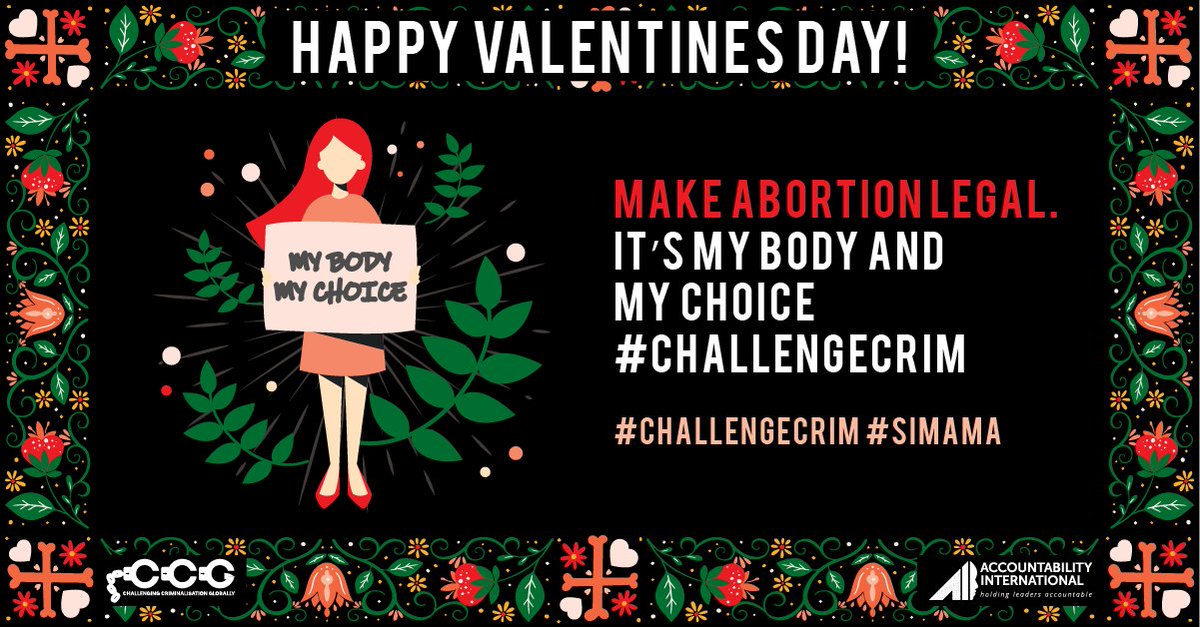 HAPPY VALENTINES DAY!
MY BODY
MY CHOICE
MAKE ABORTION LEGAL.
IT'S MY BODY AND
MY CHOICE
#CHALLENGECRIM
#CHALLENGECRIM #SIMAMA
CCG
CHALLENGING CRIMINALISATION GLOBALLY
ACCOUNTABILITY
INTERNATIONAL
holding leaders accountable